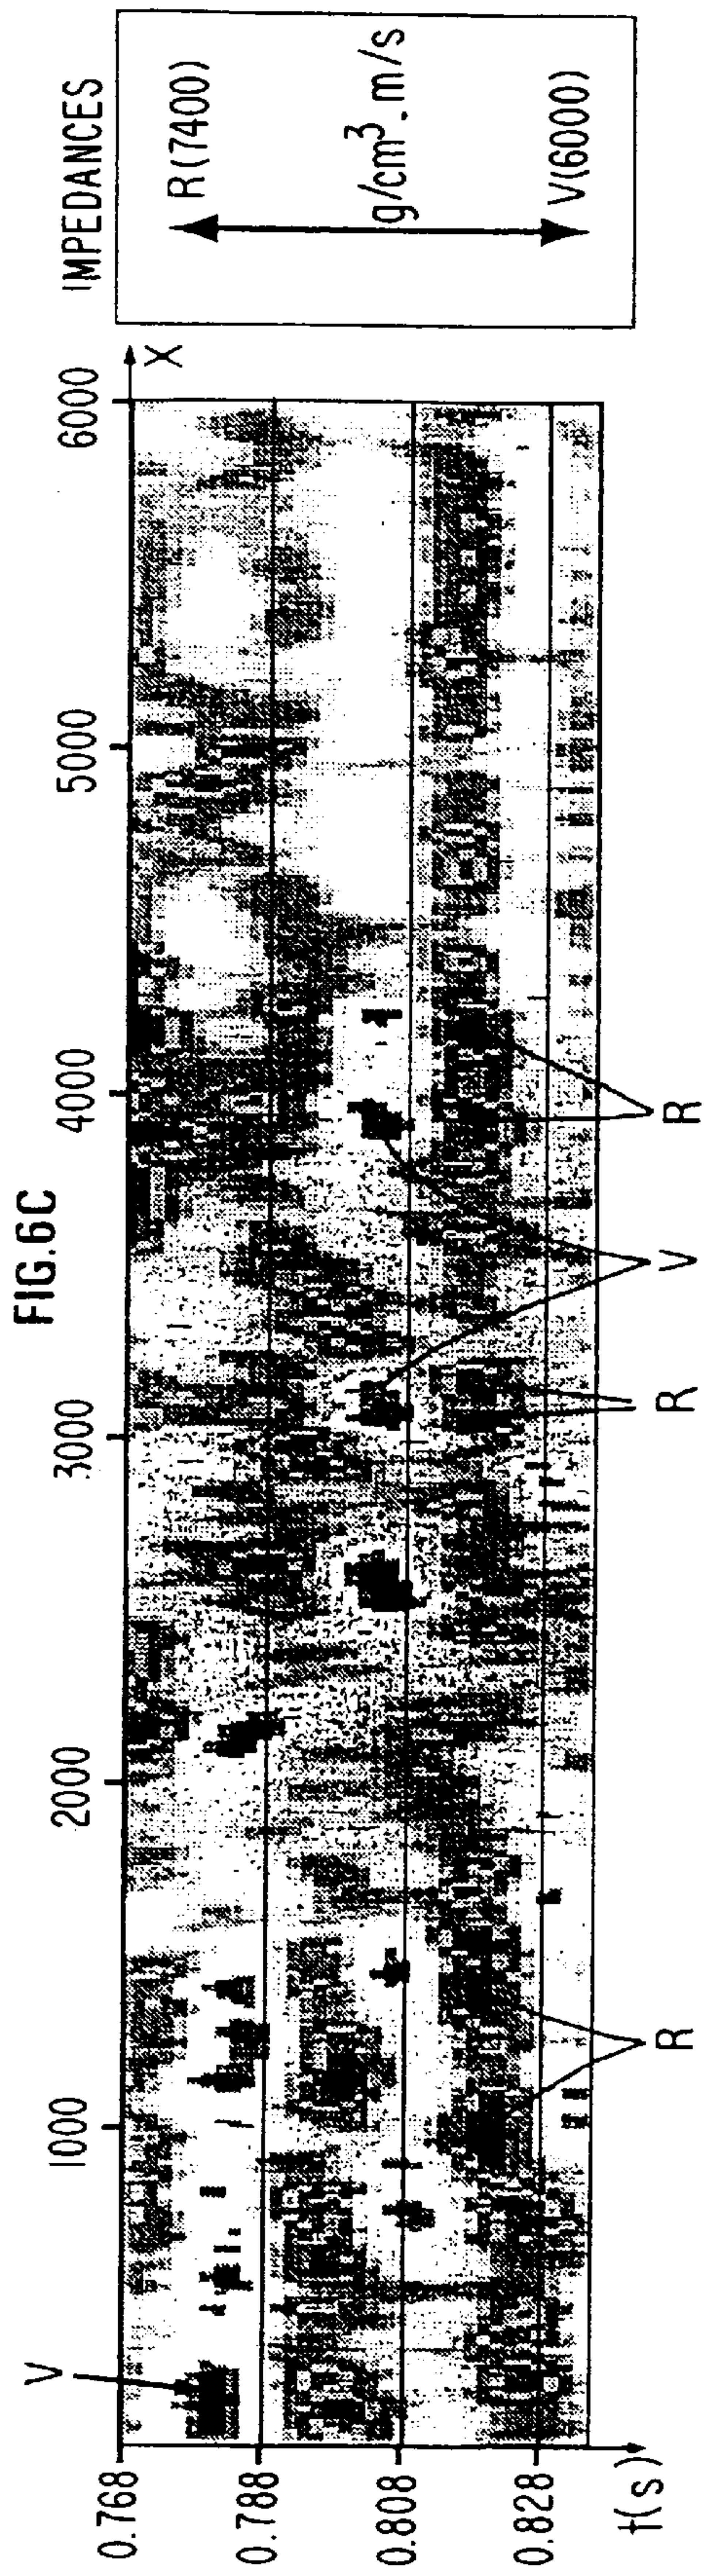 FIG.6C
IMPEDANCES
R(7400)
g/cm³.m/s
V(6000)
1000
2000
3000
4000
5000
6000
X
0.768
0.788
0.808
0.828
t(s)
V
R
R
V
R